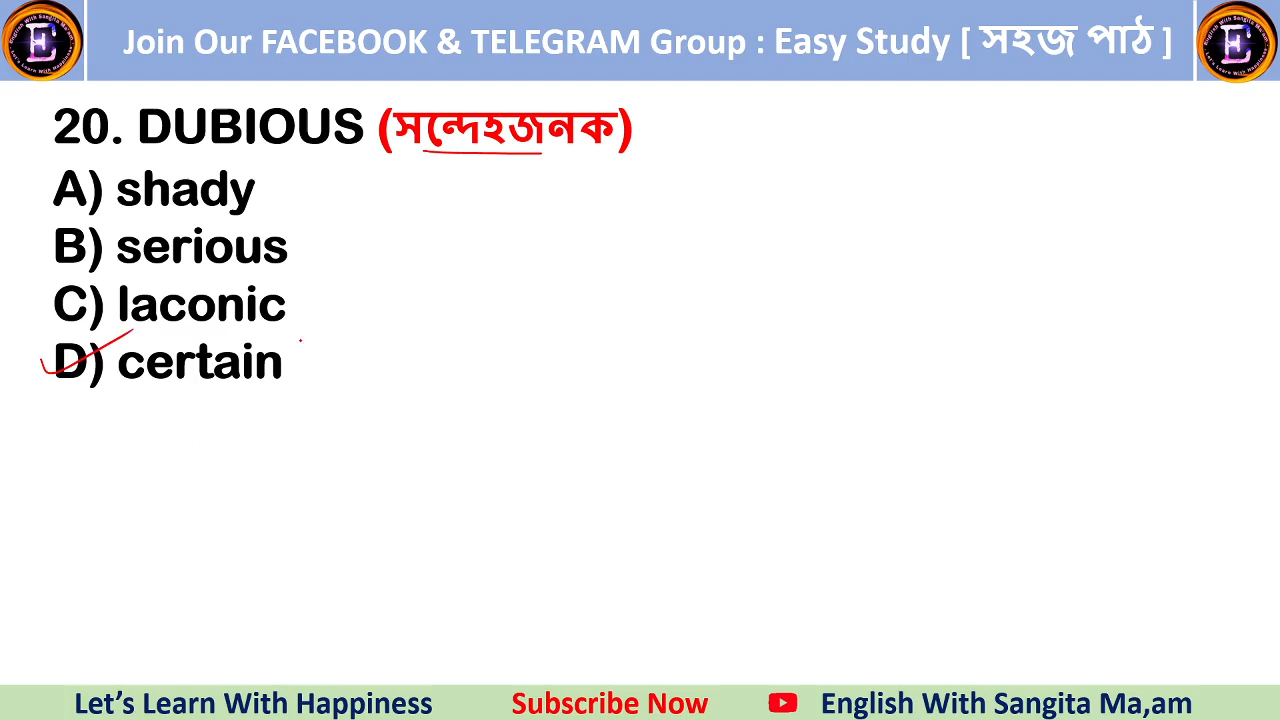 Join Our FACEBOOK & TELEGRAM Group : Easy Study [ সহজ পাঠ ]
20. DUBIOUS (সন্দেহজনক)
A) shady
B) serious
C) laconic
D) certain
Let's Learn With Happiness Subscribe Now English With Sangita Ma,am